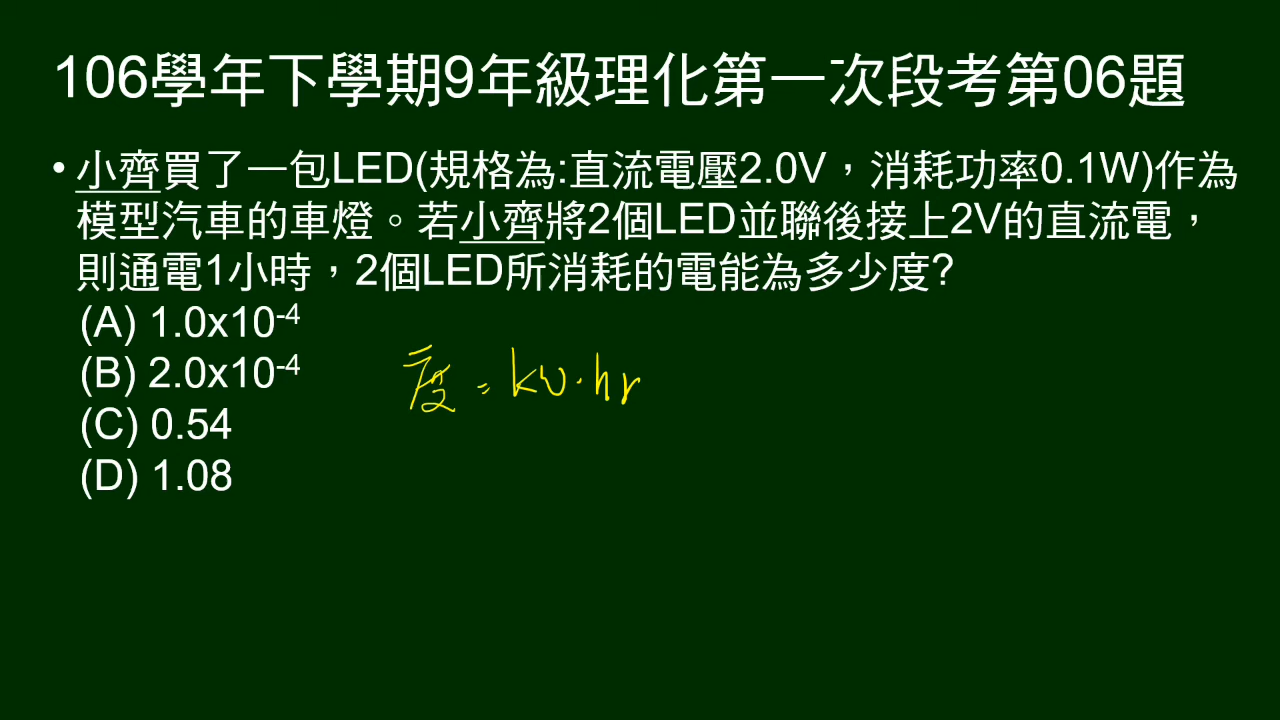 106學年下學期9年級理化第一次段考第06題
• 小齊買了一包LED(規格為:直流電壓2.0V，消耗功率0.1W)作為
模型汽車的車燈。若小齊將2個LED並聯後接上2V的直流電，
則通電1小時，2個LED所消耗的電能為多少度?
(A) 1.0x10⁻⁴
(B) 2.0x10⁻⁴
度 = kw·hr
(C) 0.54
(D) 1.08